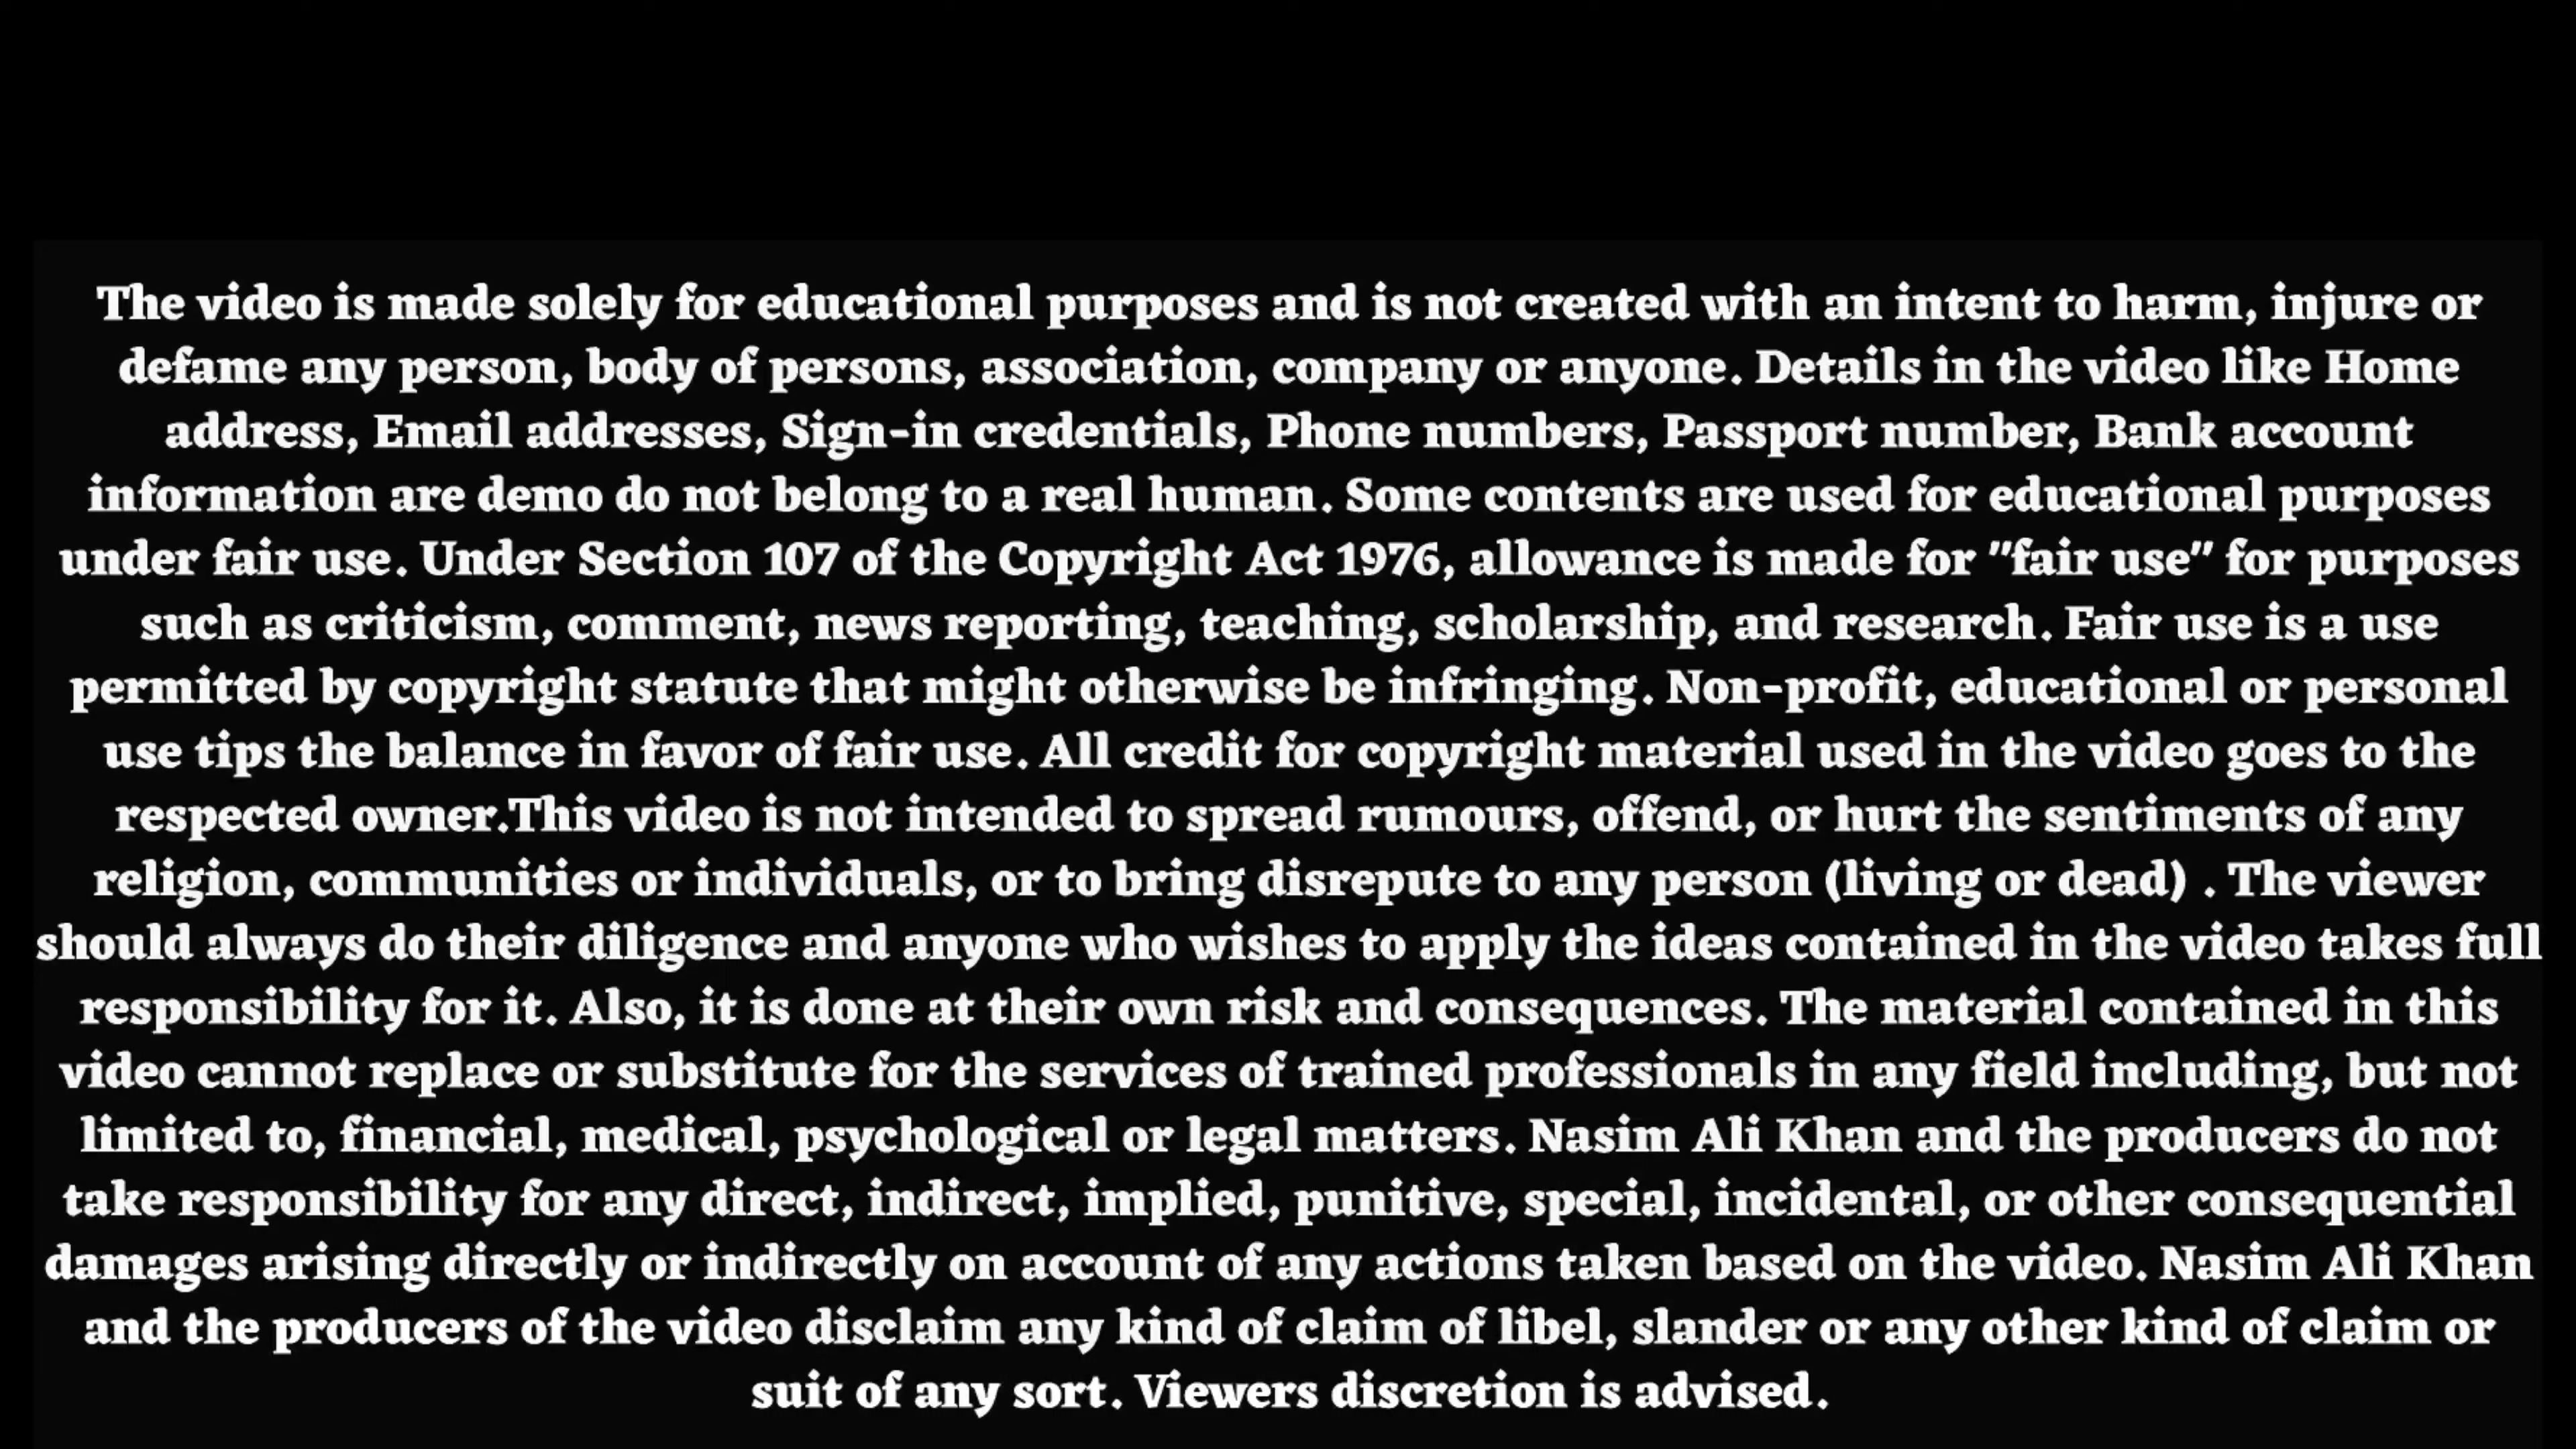 The video is made solely for educational purposes and is not created with an intent to harm, injure or
defame any person, body of persons, association, company or anyone. Details in the video like Home
address, Email addresses, Sign-in credentials, Phone numbers, Passport number, Bank account
information are demo do not belong to a real human. Some contents are used for educational purposes
under fair use. Under Section 107 of the Copyright Act 1976, allowance is made for "fair use" for purposes
such as criticism, comment, news reporting, teaching, scholarship, and research. Fair use is a use
permitted by copyright statute that might otherwise be infringing. Non-profit, educational or personal
use tips the balance in favor of fair use. All credit for copyright material used in the video goes to the
respected owner.This video is not intended to spread rumours, offend, or hurt the sentiments of any
religion, communities or individuals, or to bring disrepute to any person (living or dead) . The viewer
should always do their diligence and anyone who wishes to apply the ideas contained in the video takes full
responsibility for it. Also, it is done at their own risk and consequences. The material contained in this
video cannot replace or substitute for the services of trained professionals in any field including, but not
limited to, financial, medical, psychological or legal matters. Nasim Ali Khan and the producers do not
take responsibility for any direct, indirect, implied, punitive, special, incidental, or other consequential
damages arising directly or indirectly on account of any actions taken based on the video. Nasim Ali Khan
and the producers of the video disclaim any kind of claim of libel, slander or any other kind of claim or
suit of any sort. Viewers discretion is advised.